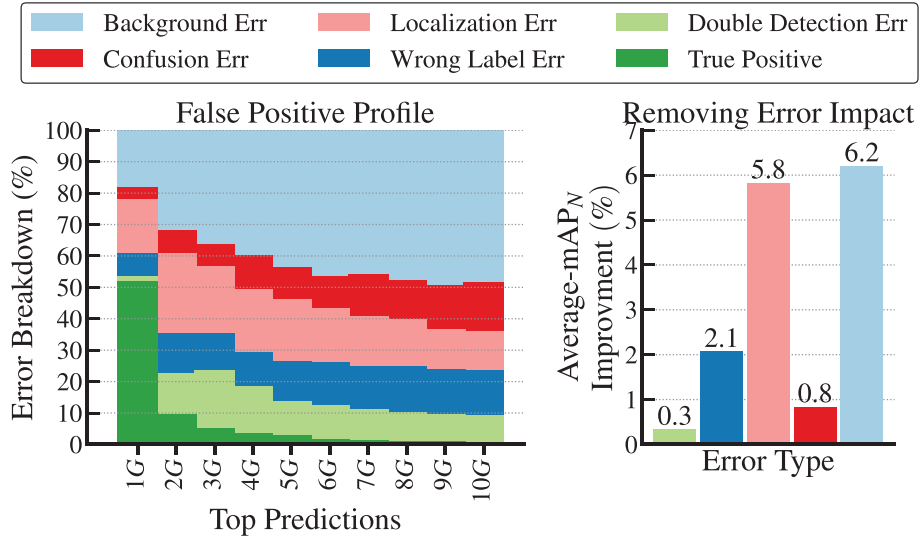 Background Err
Localization Err
Double Detection Err
Confusion Err
Wrong Label Err
True Positive
False Positive Profile
Error Breakdown (%)
100
90
80
70
60
50
40
30
20
10
0
1G
2G
3G
4G
5G
6G
7G
8G
9G
10G
Top Predictions
Removing Error Impact
Average-mAP_N
Improvment (%)
7
6
5
4
3
2
1
0
0.3
2.1
5.8
0.8
6.2
Error Type